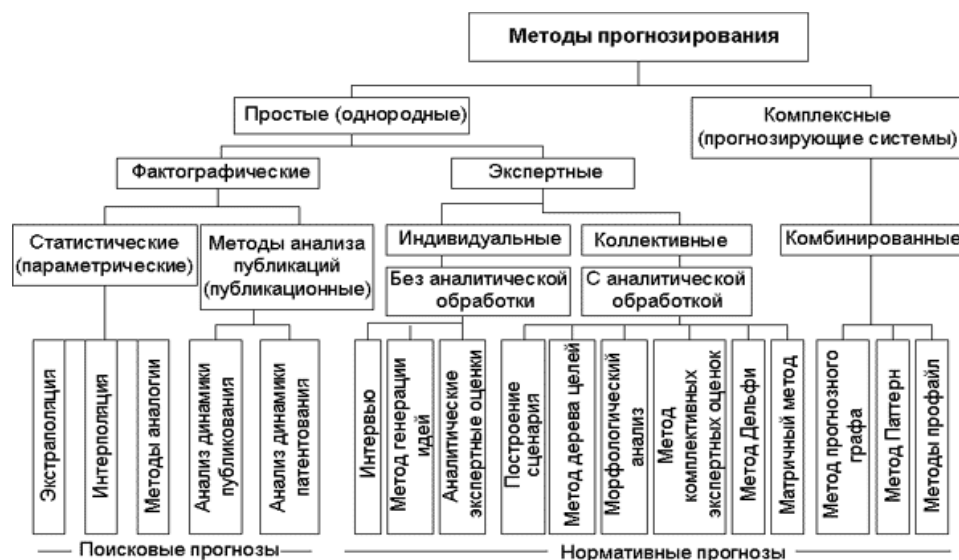 Методы прогнозирования
Простые (однородные)
Комплексные
(прогнозирующие системы)
Фактографические
Экспертные
Статистические
(параметрические)
Методы анализа
публикаций
(публикационные)
Индивидуальные
Коллективные
Комбинированные
Без аналитической
обработки
С аналитической
обработкой
Экстраполяция
Интерполяция
Методы аналогии
Анализ динамики
публикования
Анализ динамики
патентования
Интервью
Метод генерации
идей
Аналитические
экспертные оценки
Построение
сценария
Метод дерева целей
Морфологический
анализ
Метод
комплективных
экспертных оценок
Метод Дельфи
Матричный метод
Метод прогнозного
графа
Метод Паттерн
Методы профайл
Поисковые прогнозы
Нормативные прогнозы